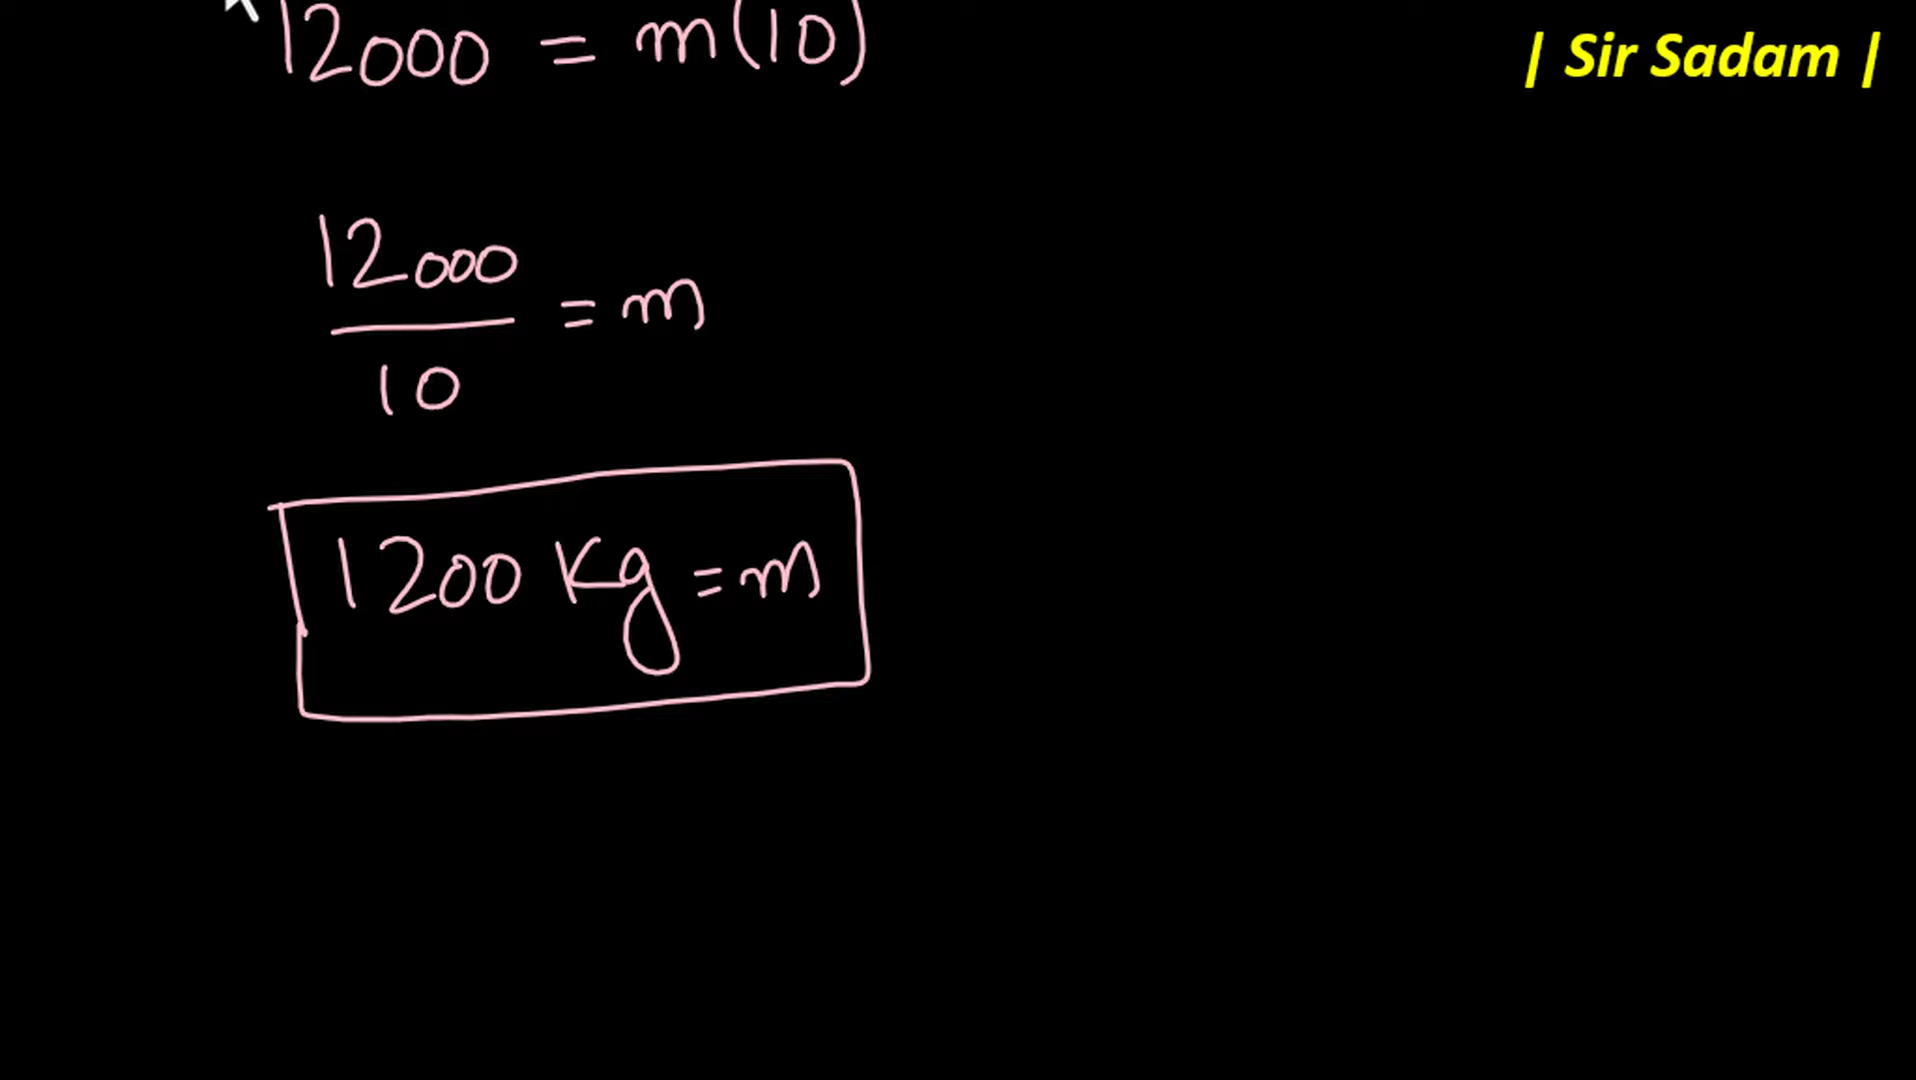 12000 = m(10)
| Sir Sadam |
12000
10
= m
1200 Kg = m